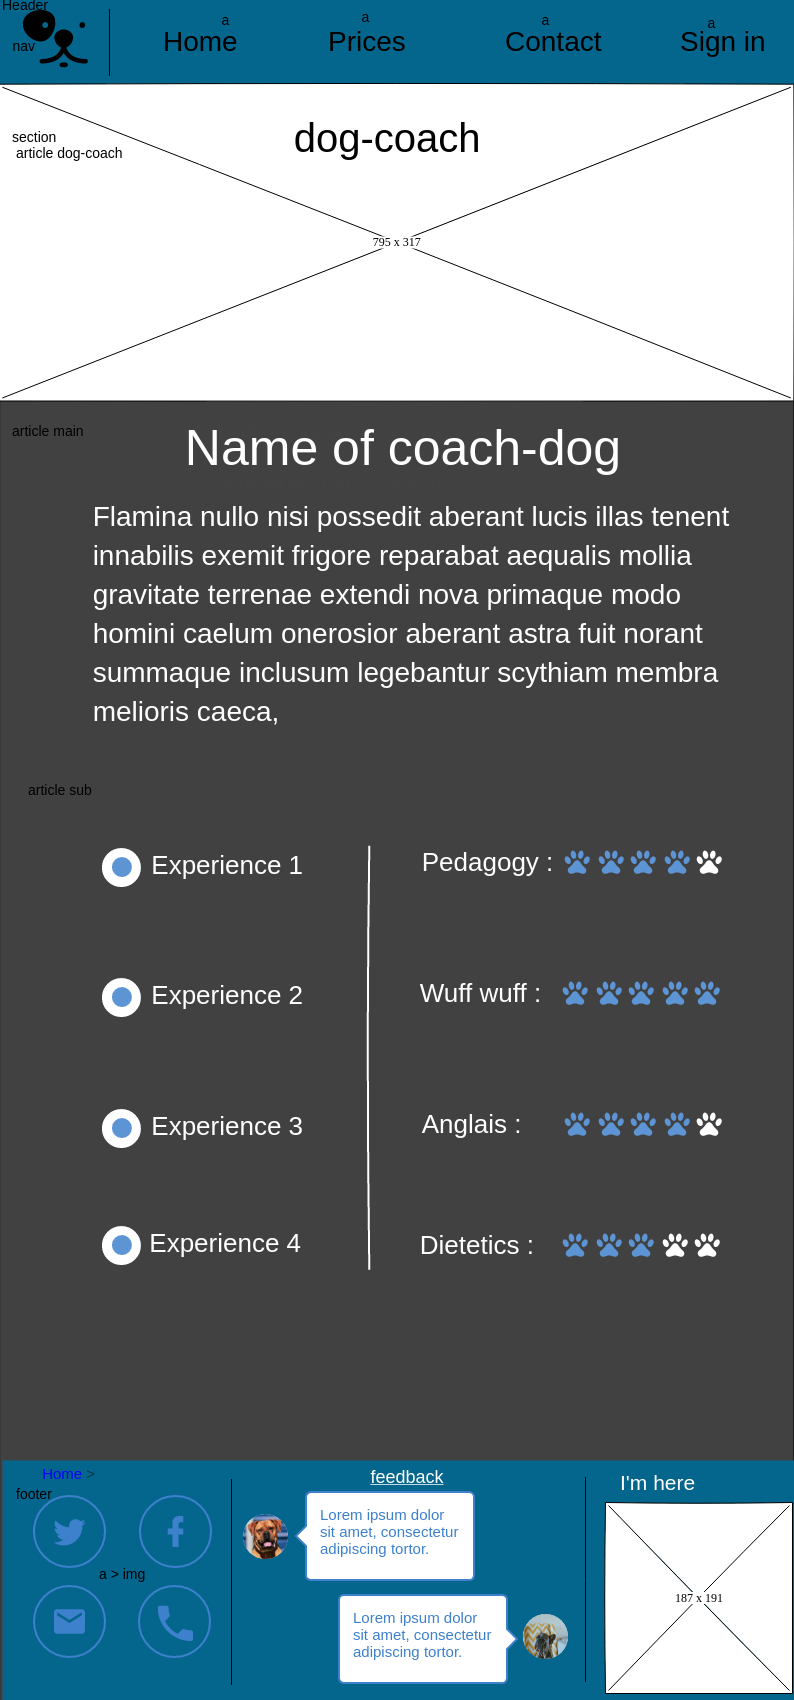 Header
nav
a
Home
a
Prices
a
Contact
a
Sign in
section
article dog-coach
dog-coach
795 x 317
article main
Name of coach-dog
Flamina nullo nisi possedit aberant lucis illas tenent
innabilis exemit frigore reparabat aequalis mollia
gravitate terrenae extendi nova primaque modo
homini caelum onerosior aberant astra fuit norant
summaque inclusum legebantur scythiam membra
melioris caeca,
article sub
Experience 1
Pedagogy :
Experience 2
Wuff wuff :
Experience 3
Anglais :
Experience 4
Dietetics :
Home >
footer
a > img
feedback
Lorem ipsum dolor
sit amet, consectetur
adipiscing tortor.
Lorem ipsum dolor
sit amet, consectetur
adipiscing tortor.
I'm here
187 x 191